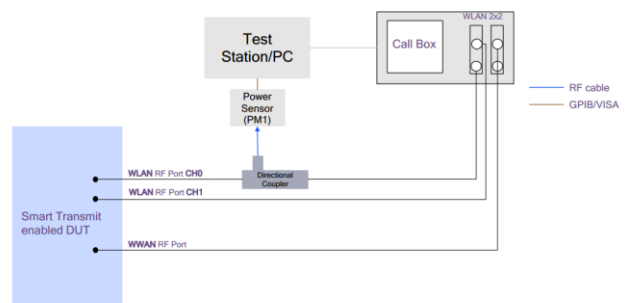 WLAN 2x2
Test
Station/PC
Call Box
Power
Sensor
(PM1)
RF cable
GPIB/VISA
Directional
Coupler
WLAN RF Port CH0
WLAN RF Port CH1
Smart Transmit
enabled DUT
WWAN RF Port